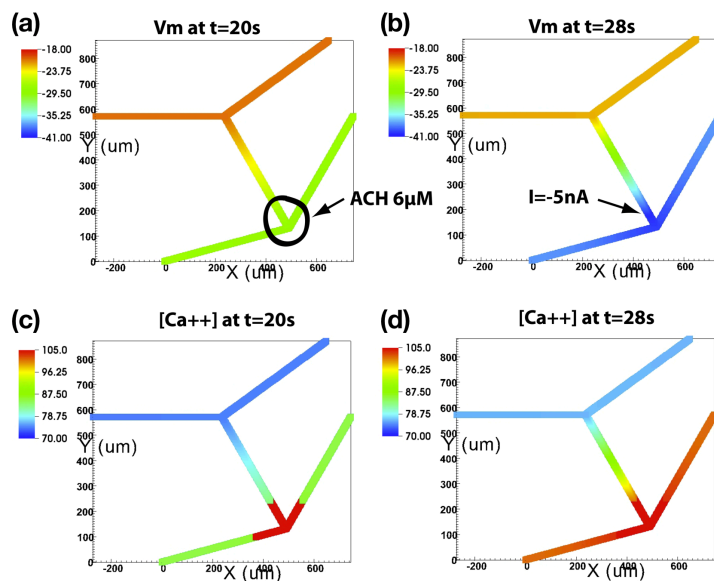 (a)
Vm at t=20s
-18.00
-23.75
-29.50
-35.25
-41.00
800
700
600
500
400
300
200
100
0
Y (um)
-200 0 200 400 600
X (um)
ACH 6µM
(b)
Vm at t=28s
-18.00
-23.75
-29.50
-35.25
-41.00
800
700
600
500
400
300
200
100
0
Y (um)
-200 0 200 400 600
X (um)
I=-5nA
(c)
[Ca++] at t=20s
105.0
96.25
87.50
78.75
70.00
800
700
600
500
400
300
200
100
0
Y (um)
-200 0 200 400 600
X (um)
(d)
[Ca++] at t=28s
105.0
96.25
87.50
78.75
70.00
800
700
600
500
400
300
200
100
0
Y (um)
-200 0 200 400 600
X (um)